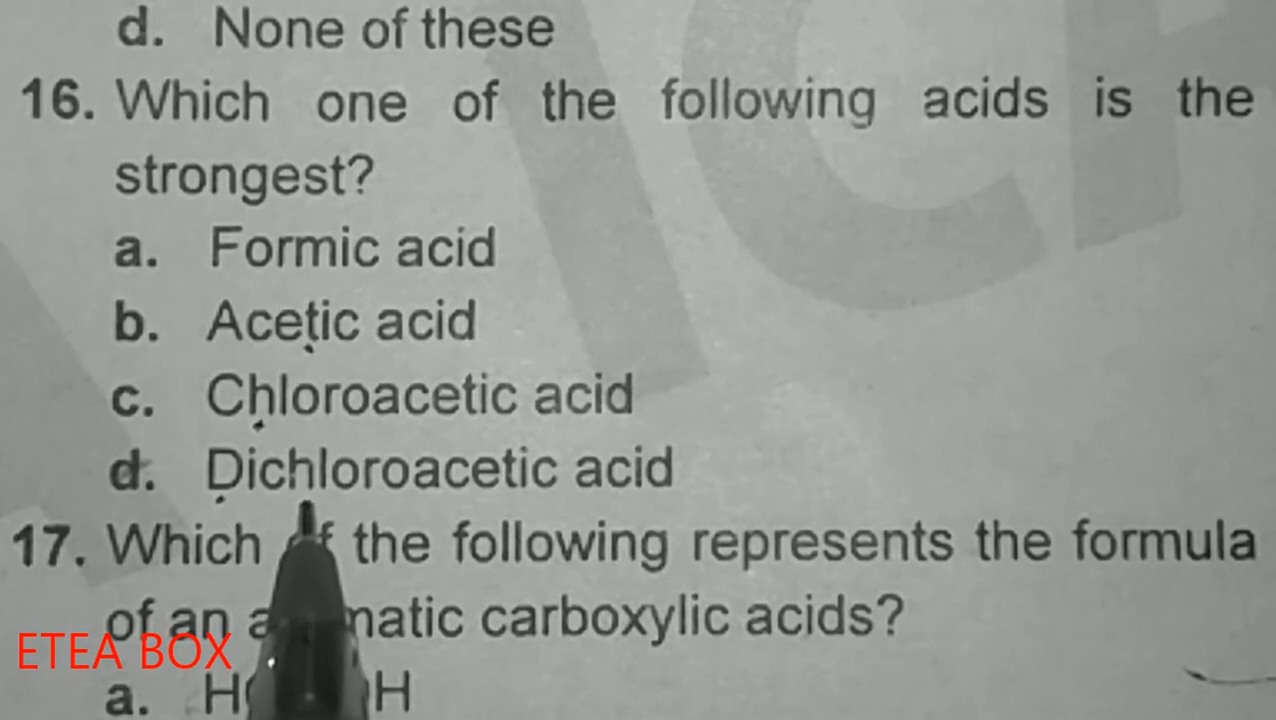 d. None of these
16. Which one of the following acids is the
strongest?
a. Formic acid
b. Acetic acid
c. Chloroacetic acid
d. Dichloroacetic acid
17. Which of the following represents the formula
of an matic carboxylic acids?
ETEA BOX
a. H H